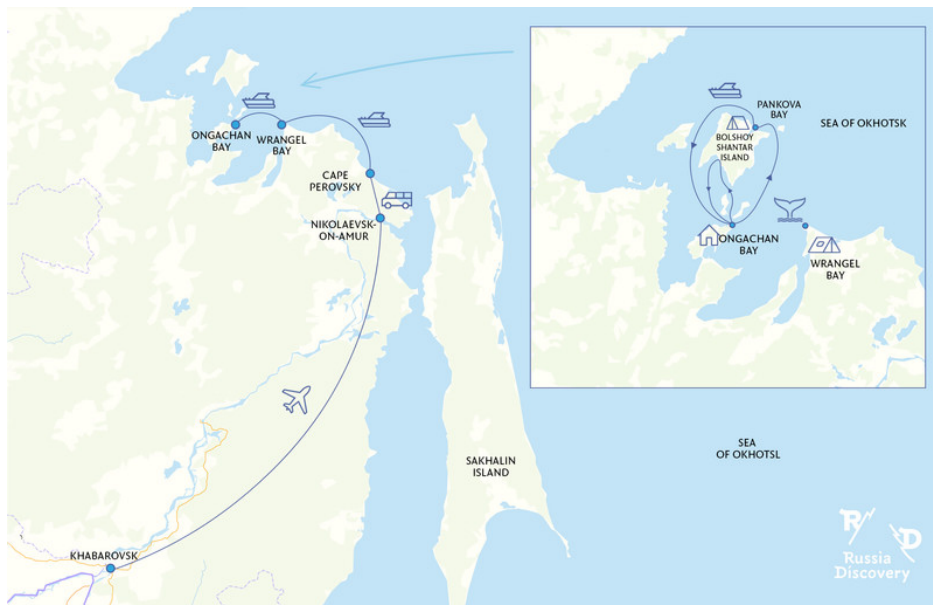 ONGACHAN
BAY
WRANGEL
BAY
CAPE
PEROVSKY
NIKOLAEVSK-
ON-AMUR
KHABAROVSK
SAKHALIN
ISLAND
PANKOVA
BAY
SEA OF OKHOTSK
BOLSHOY
SHANTAR
ISLAND
ONGACHAN
BAY
WRANGEL
BAY
SEA
OF OKHOTSL
R D
Russia
Discovery